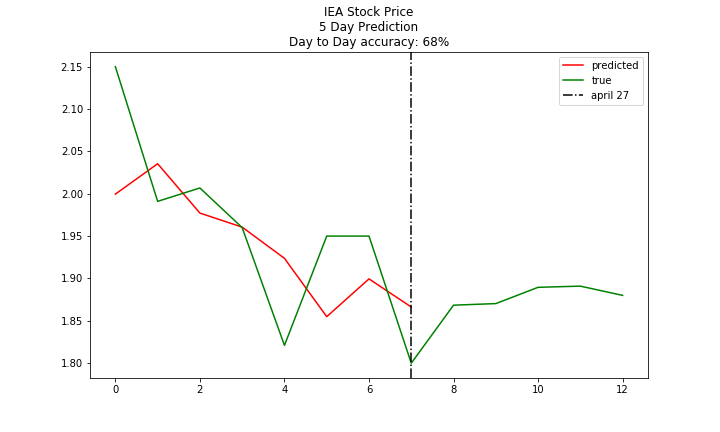 IEA Stock Price
5 Day Prediction
Day to Day accuracy: 68%
predicted
true
april 27
2.15
2.10
2.05
2.00
1.95
1.90
1.85
1.80
0 2 4 6 8 10 12